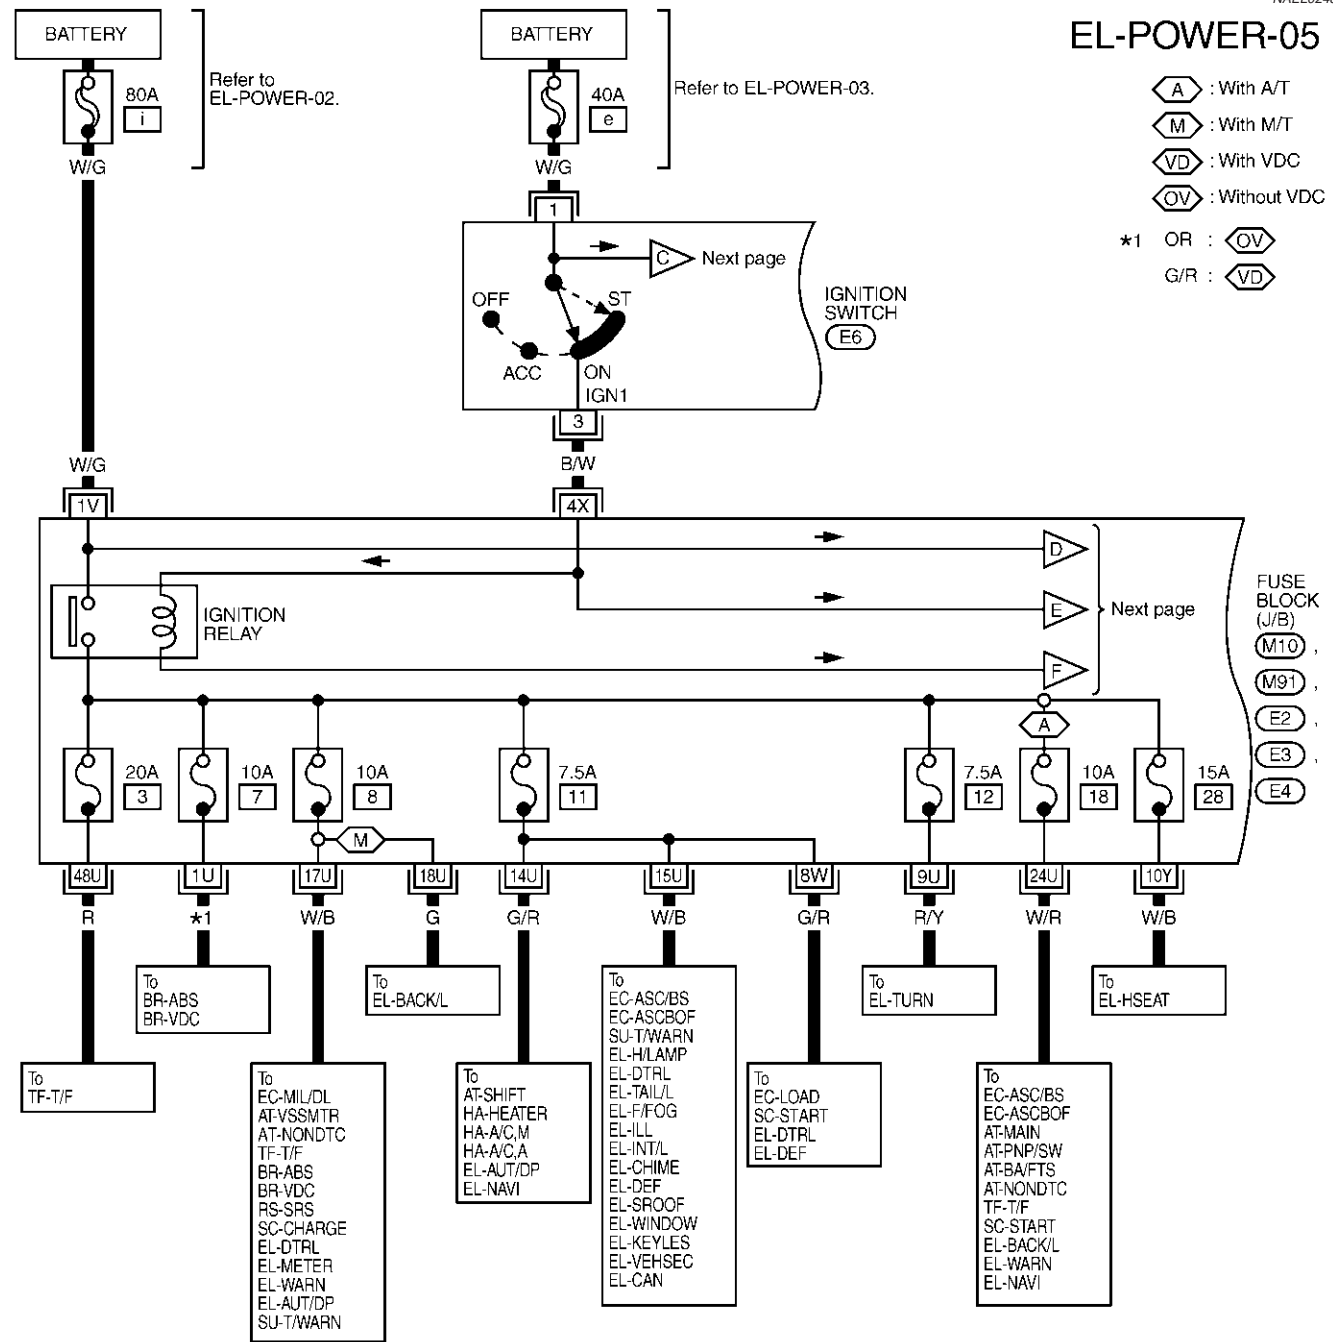 EL-POWER-05
BATTERY
80A
i
W/G
Refer to
EL-POWER-02.
BATTERY
40A
e
W/G
Refer to EL-POWER-03.
A : With A/T
M : With M/T
VD : With VDC
OV : Without VDC
★1 OR : OV
G/R : VD
1
C Next page
OFF
ST
ACC
ON
IGN1
IGNITION
SWITCH
E6
3
W/G
B/W
1V
4X
D
E
F
Next page
IGNITION
RELAY
FUSE
BLOCK
(J/B)
M10 ,
M91 ,
E2 ,
E3 ,
E4
A
20A
3
10A
7
10A
8
7.5A
11
7.5A
12
10A
18
15A
28
M
48U
1U
17U
18U
14U
15U
8W
9U
24U
10Y
R
★1
W/B
G
G/R
W/B
G/R
R/Y
W/R
W/B
To
TF-T/F
To
BR-ABS
BR-VDC
To
EC-MIL/DL
AT-VSSMTR
AT-NONDTC
TF-T/F
BR-ABS
BR-VDC
RS-SRS
SC-CHARGE
EL-DTRL
EL-METER
EL-WARN
EL-AUT/DP
SU-T/WARN
To
EL-BACK/L
To
AT-SHIFT
HA-HEATER
HA-A/C,M
HA-A/C,A
EL-AUT/DP
EL-NAVI
To
EC-ASC/BS
EC-ASCBOF
SU-T/WARN
EL-H/LAMP
EL-DTRL
EL-TAIL/L
EL-F/FOG
EL-ILL
EL-INT/L
EL-CHIME
EL-DEF
EL-SROOF
EL-WINDOW
EL-KEYLES
EL-VEHSEC
EL-CAN
To
EC-LOAD
SC-START
EL-DTRL
EL-DEF
To
EL-TURN
To
EC-ASC/BS
EC-ASCBOF
AT-MAIN
AT-PNP/SW
AT-BA/FTS
AT-NONDTC
TF-T/F
SC-START
EL-BACK/L
EL-WARN
EL-NAVI
To
EL-HSEAT